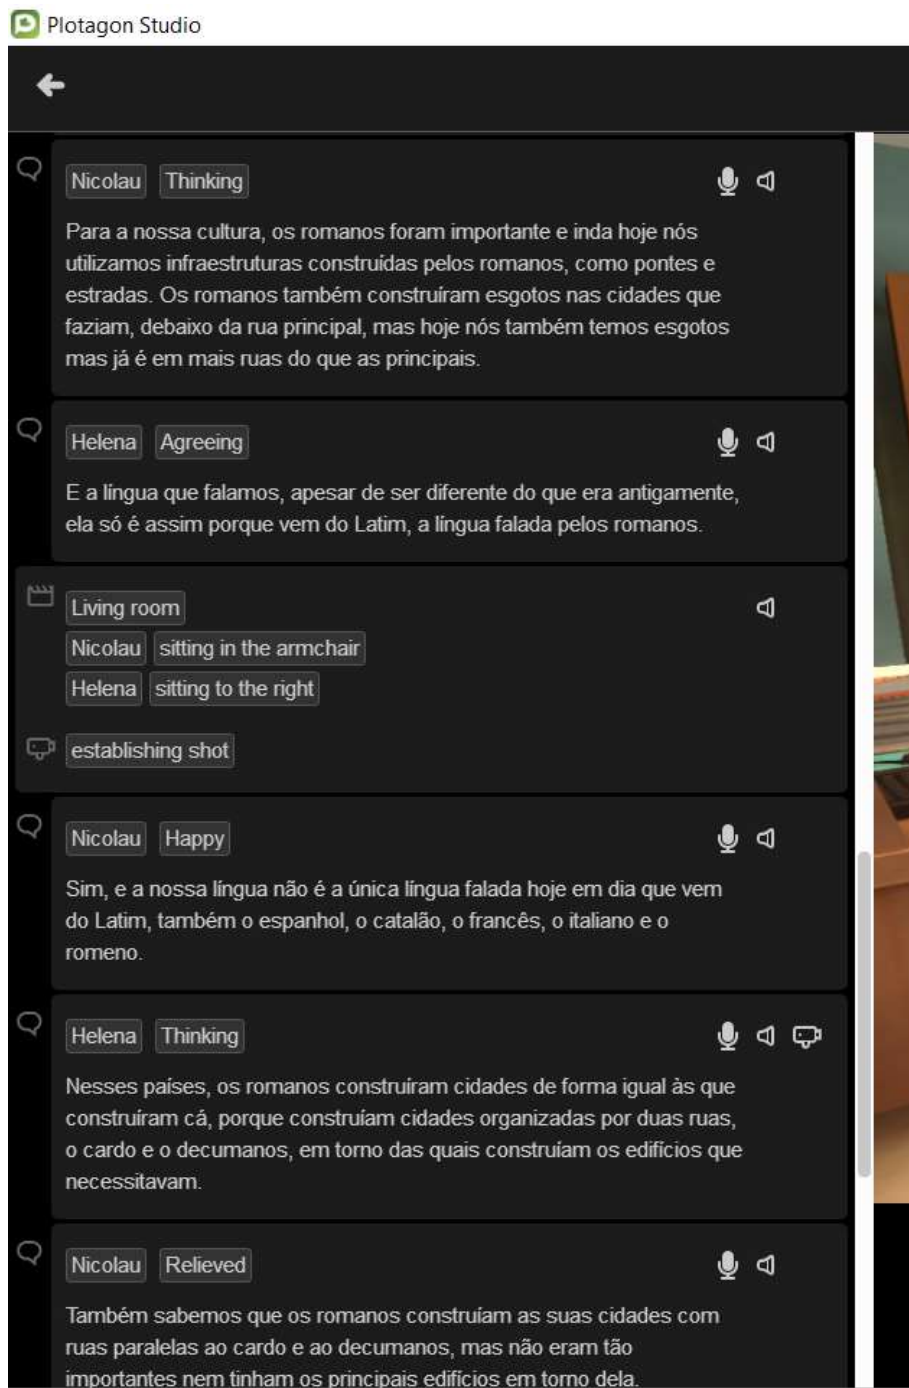 Plotagon Studio
Nicolau Thinking
Para a nossa cultura, os romanos foram importante e inda hoje nós
utilizamos infraestruturas construídas pelos romanos, como pontes e
estradas. Os romanos também construíram esgotos nas cidades que
faziam, debaixo da rua principal, mas hoje nós também temos esgotos
mas já é em mais ruas do que as principais.
Helena Agreeing
E a língua que falamos, apesar de ser diferente do que era antigamente,
ela só é assim porque vem do Latim, a língua falada pelos romanos.
Living room
Nicolau sitting in the armchair
Helena sitting to the right
establishing shot
Nicolau Happy
Sim, e a nossa língua não é a única língua falada hoje em dia que vem
do Latim, também o espanhol, o catalão, o francês, o italiano e o
romeno.
Helena Thinking
Nesses países, os romanos construíram cidades de forma igual às que
construíram cá, porque construíam cidades organizadas por duas ruas,
o cardo e o decumanos, em torno das quais construíam os edifícios que
necessitavam.
Nicolau Relieved
Também sabemos que os romanos construíam as suas cidades com
ruas paralelas ao cardo e ao decumanos, mas não eram tão
importantes nem tinham os principais edifícios em torno dela.